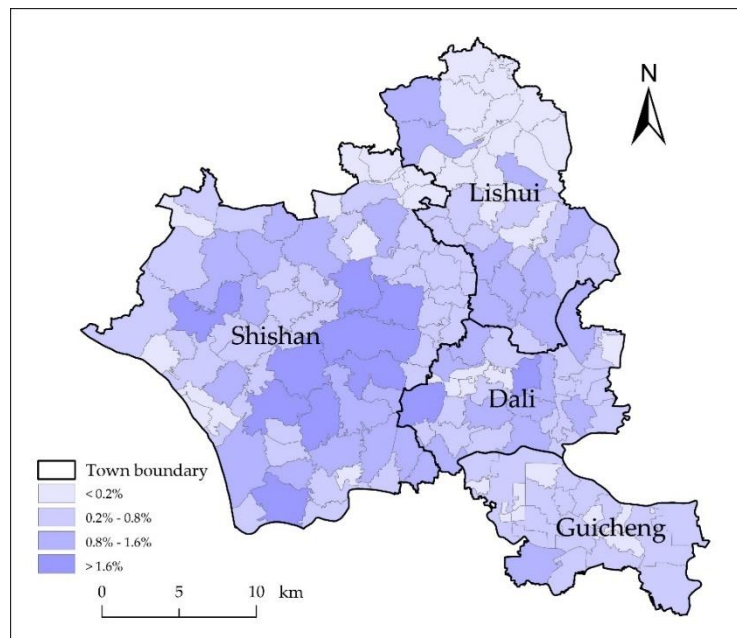 N
Lishui
Shishan
Dali
Guicheng
Town boundary
< 0.2%
0.2% - 0.8%
0.8% - 1.6%
> 1.6%
0 5 10 km